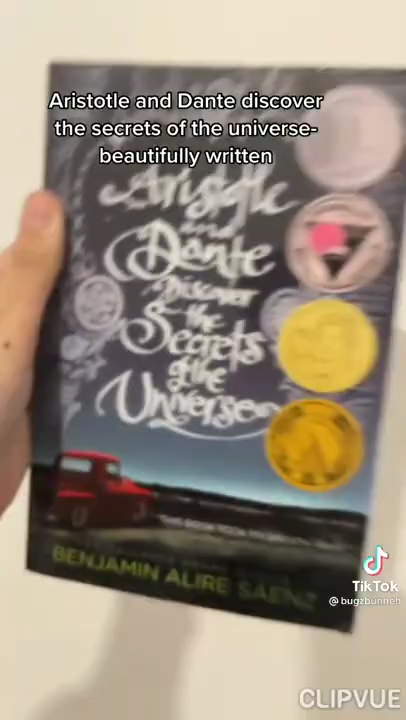 Aristotle and Dante discover
the secrets of the universe-
beautifully written
Aristotle
and
Dante
Discover
the
Secrets
of the
Universe
BENJAMIN ALIRE SÁENZ
TikTok
@bugzbunneh
CLIPVUE